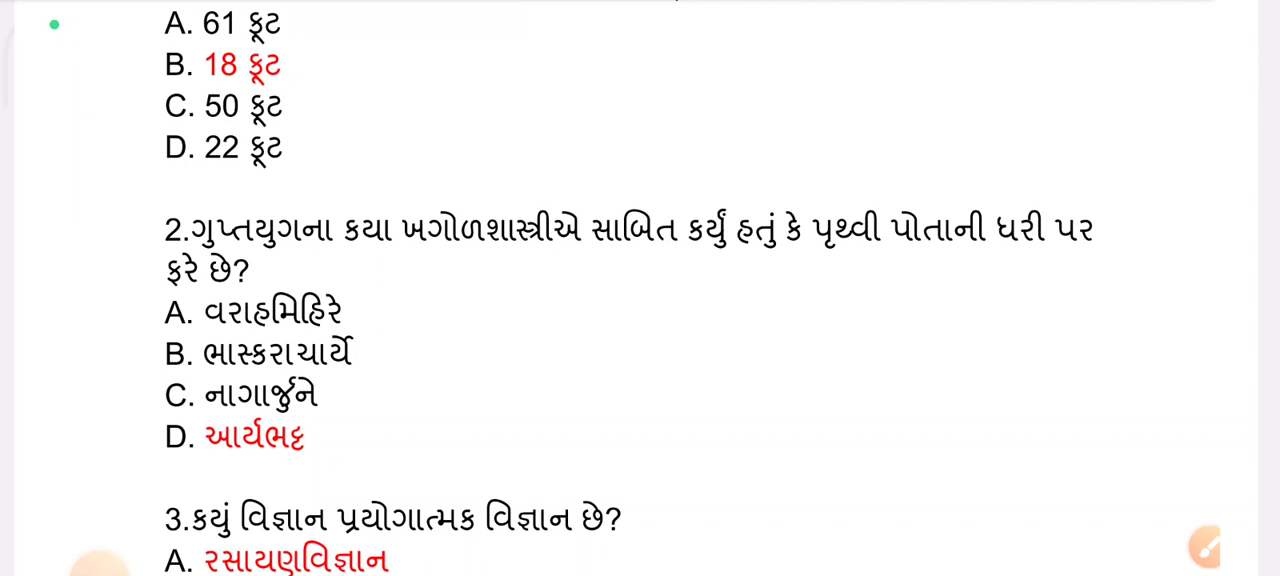 A. 61 ફૂટ
B. 18 ફૂટ
C. 50 ફૂટ
D. 22 ફૂટ
2.ગુપ્તયુગના કયા ખગોળશાસ્ત્રીએ સાબિત કર્યું હતું કે પૃથ્વી પોતાની ધરી પર
ફરે છે?
A. વરાહમિહિરે
B. ભાસ્કરાચાર્યે
C. નાગાર્જુને
D. આર્યભટ્ટ
3.કયું વિજ્ઞાન પ્રયોગાત્મક વિજ્ઞાન છે?
A. રસાયણવિજ્ઞાન